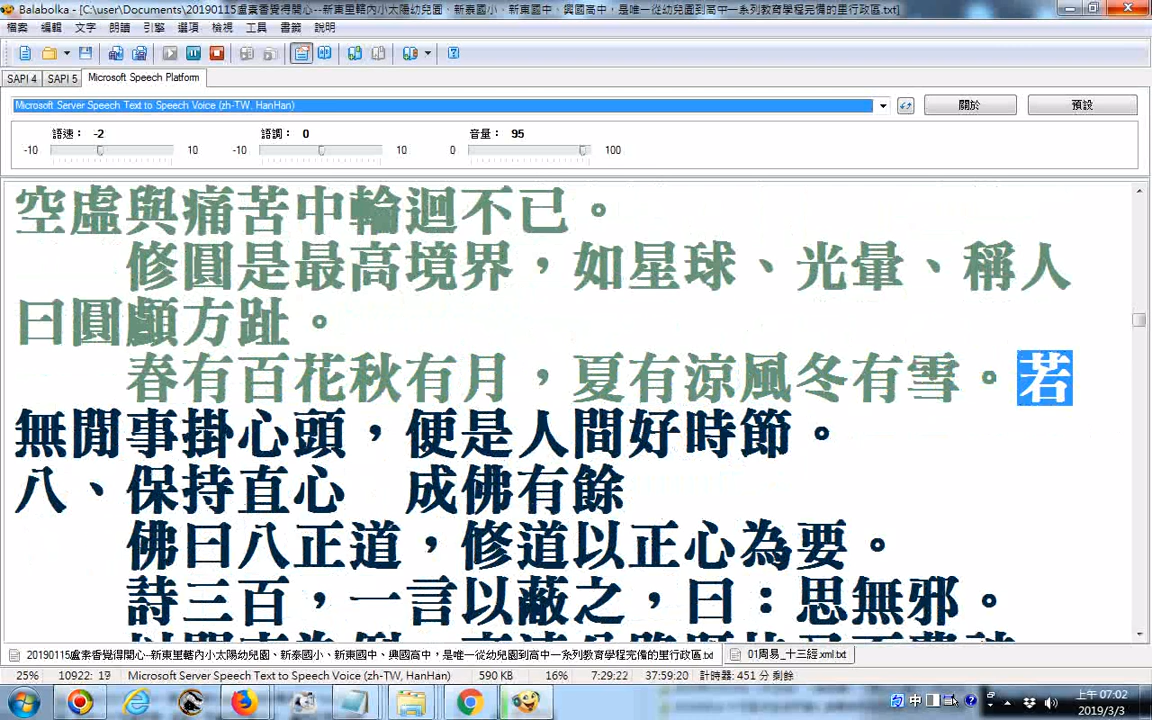 Balabolka - [C:\user\Documents\20190115盧素香覺得開心--新東里轄內小太陽幼兒園、新泰國小、新東國中、興國高中，是唯一從幼兒園到高中一系列教育學程完備的里行政區.txt]
檔案 編輯 文字 朗讀 引擎 選項 檢視 工具 書籤 說明
SAPI 4 SAPI 5 Microsoft Speech Platform
Microsoft Server Speech Text to Speech Voice (zh-TW, HanHan) 關於 預設
語速： -2 語調： 0 音量： 95
-10 10 -10 10 0 100
空虛與痛苦中輪迴不已。
修圓是最高境界，如星球、光暈、稱人
曰圓顱方趾。
春有百花秋有月，夏有涼風冬有雪。若
無閒事掛心頭，便是人間好時節。
八、保持直心 成佛有餘
佛曰八正道，修道以正心為要。
詩三百，一言以蔽之，曰：思無邪。
20190115盧素香覺得開心--新東里轄內小太陽幼兒園、新泰國小、新東國中、興國高中，是唯一從幼兒園到高中一系列教育學程完備的里行政區.txt 01周易_十三經.xml.txt
25% 10922: 19 Microsoft Server Speech Text to Speech Voice (zh-TW, HanHan) 590 KB 16% 7:29:22 37:59:20 計時器: 451 分 剩餘
中 上午 07:02
2019/3/3